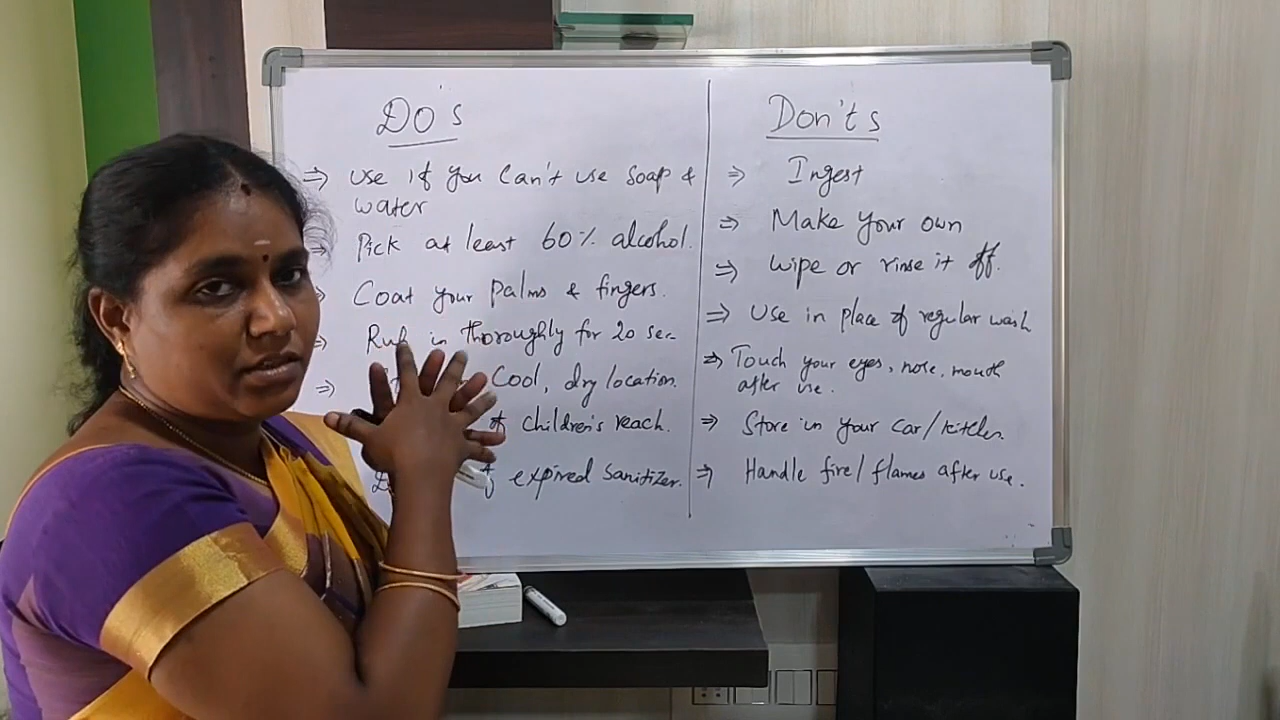 Do's
⇒ Use if you can't use soap &
water
⇒ Pick at least 60% alcohol.
⇒ Coat your palms & fingers.
⇒ Rub in thoroughly for 20 sec
⇒ Cool, dry location.
of children's reach.
of expired sanitizer.
Don'ts
⇒ Ingest
⇒ Make your own
⇒ Wipe or rinse it off.
⇒ Use in place of regular wash
⇒ Touch your eyes, nose, mouth
after use.
⇒ Store in your car/kitchen.
⇒ Handle fire/flames after use.